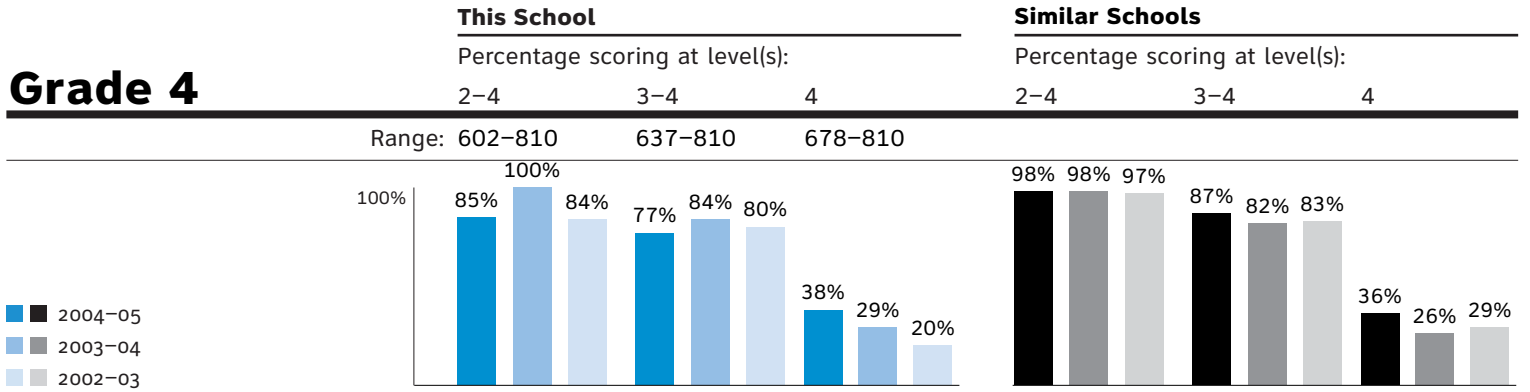 This School Similar Schools
Percentage scoring at level(s): Percentage scoring at level(s):
Grade 4
2–4 3–4 4 2–4 3–4 4
Range: 602–810 637–810 678–810
100%
85% 100% 84% 77% 84% 80% 38% 29% 20%
98% 98% 97% 87% 82% 83% 36% 26% 29%
2004–05
2003–04
2002–03